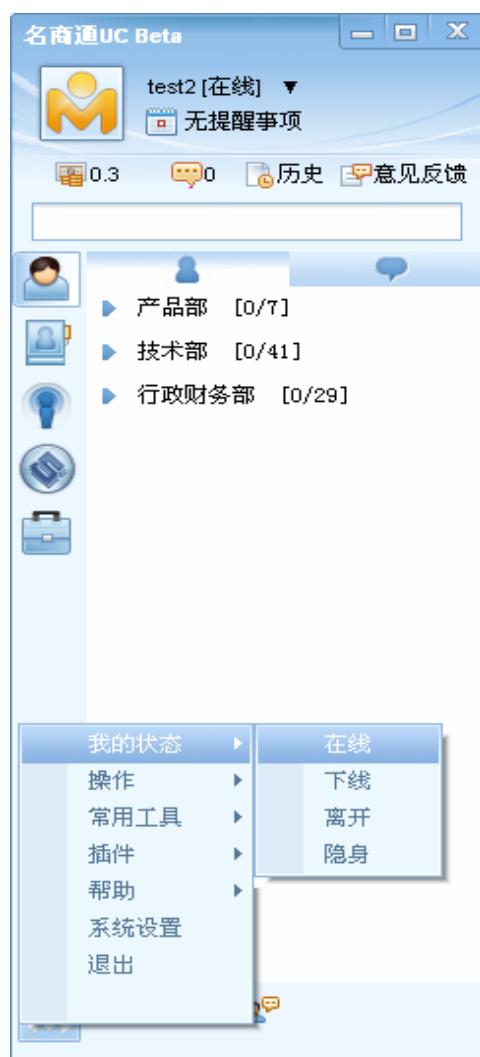 名商通UC Beta
test2 [在线] ▼
无提醒事项
0.3 0 历史 意见反馈
产品部 [0/7]
技术部 [0/41]
行政财务部 [0/29]
我的状态 在线
操作 下线
常用工具 离开
插件 隐身
帮助
系统设置
退出